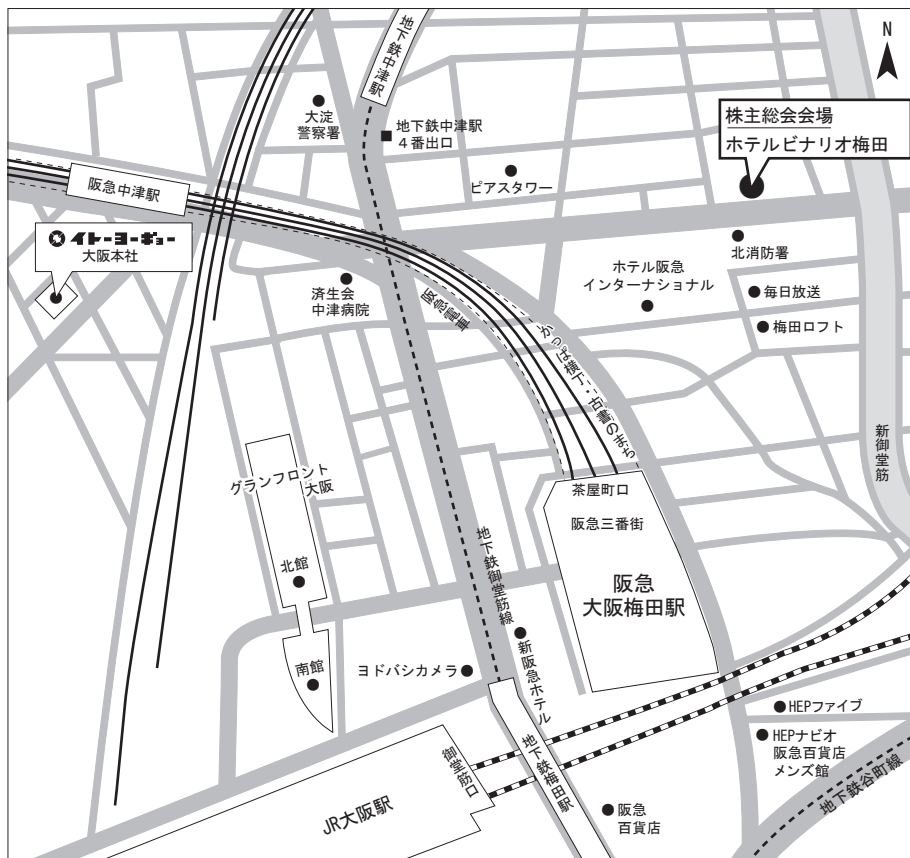 N
地下鉄中津駅
大淀
警察署
地下鉄中津駅
4番出口
株主総会会場
ホテルビナリオ梅田
阪急中津駅
ピアスタワー
イトーヨーギョー
大阪本社
北消防署
ホテル阪急
インターナショナル
済生会
中津病院
阪急電車
毎日放送
梅田ロフト
かっぱ横丁・古書のまち
新御堂筋
グランフロント
大阪
茶屋町口
阪急三番街
地下鉄御堂筋線
北館
阪急
大阪梅田駅
南館
ヨドバシカメラ
新阪急ホテル
HEPファイブ
HEPナビオ
阪急百貨店
メンズ館
御堂筋口
地下鉄梅田駅
地下鉄谷町線
JR大阪駅
阪急
百貨店